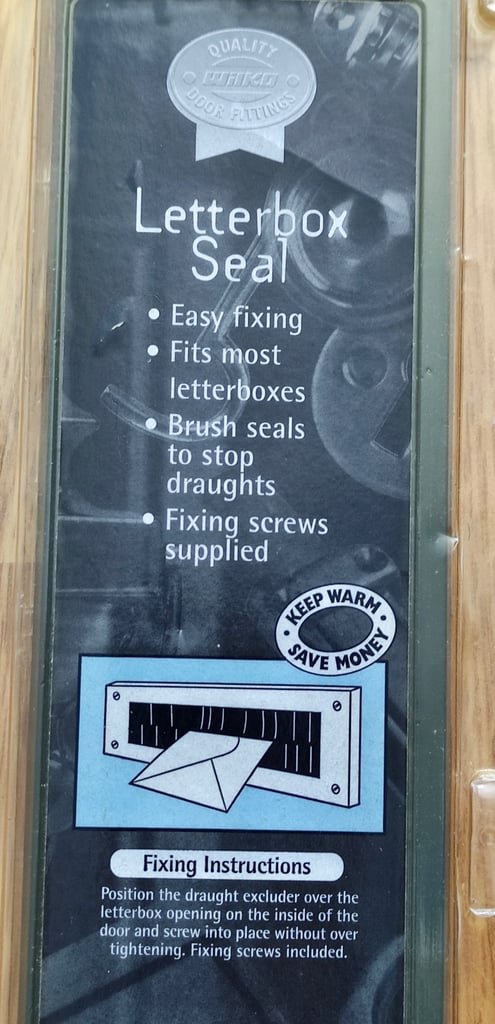 QUALITY
WILKO
DOOR FITTINGS
Letterbox
Seal
• Easy fixing
• Fits most
letterboxes
• Brush seals
to stop
draughts
• Fixing screws
supplied
• KEEP WARM •
SAVE MONEY
Fixing Instructions
Position the draught excluder over the
letterbox opening on the inside of the
door and screw into place without over
tightening. Fixing screws included.